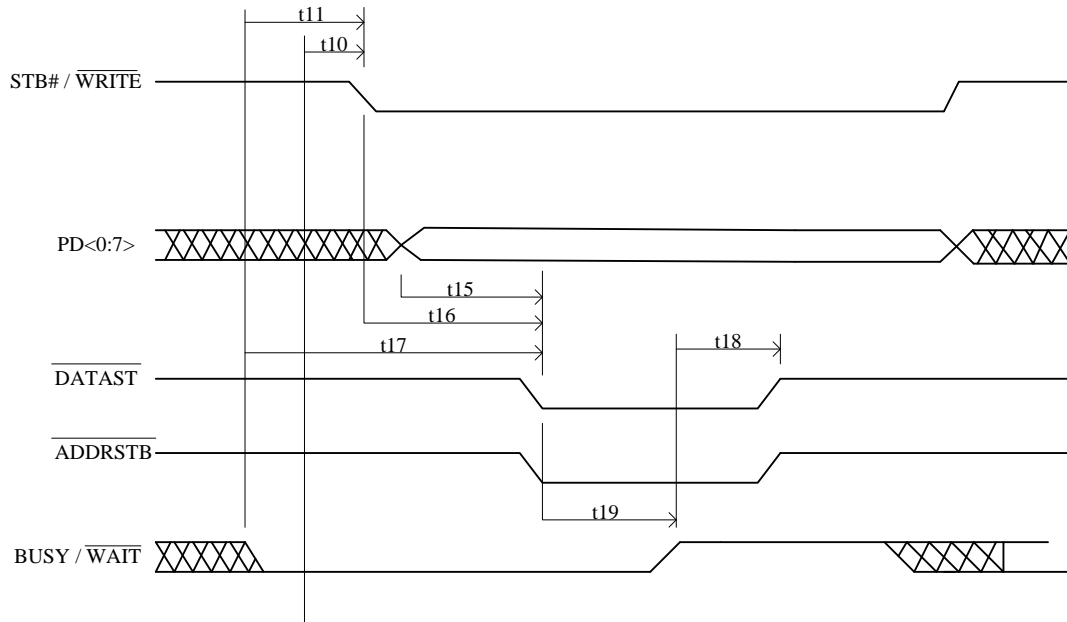 t11
t10
STB# / WRITE
PD<0:7>
t15
t16
t17
t18
DATAST
ADDRSTB
t19
BUSY / WAIT